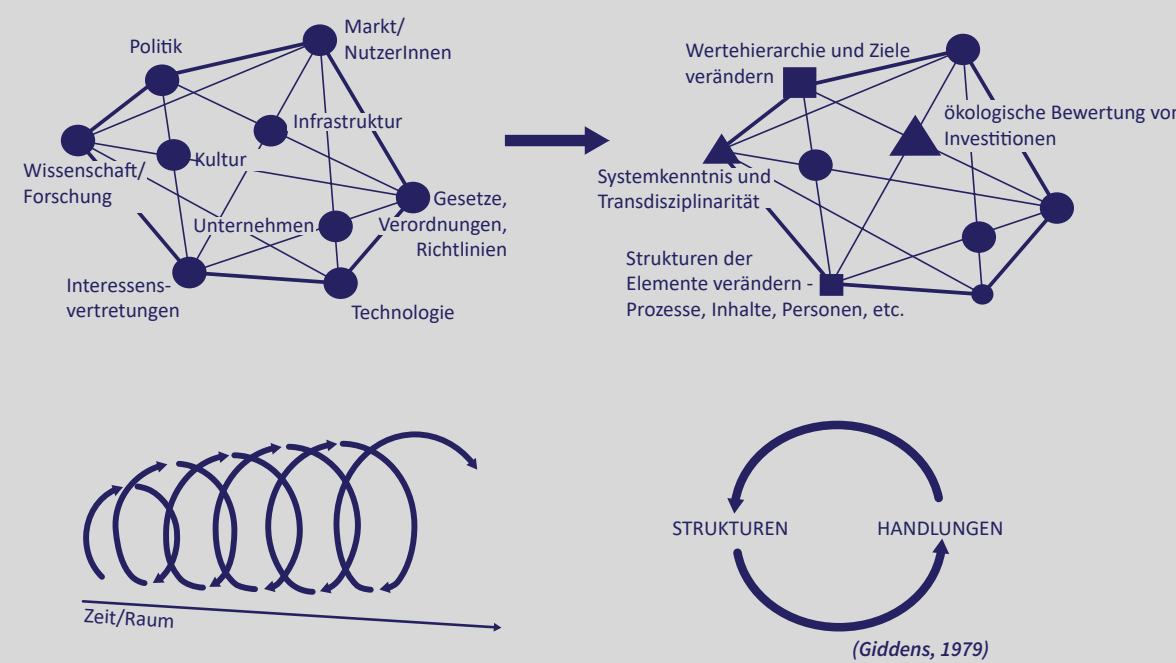 Politik
Markt/
NutzerInnen
Infrastruktur
Kultur
Wissenschaft/
Forschung
Unternehmen
Gesetze,
Verordnungen,
Richtlinien
Interessens-
vertretungen
Technologie
Wertehierarchie und Ziele
verändern
ökologische Bewertung von
Investitionen
Systemkenntnis und
Transdisziplinarität
Strukturen der
Elemente verändern -
Prozesse, Inhalte, Personen, etc.
Zeit/Raum
STRUKTUREN
HANDLUNGEN
(Giddens, 1979)